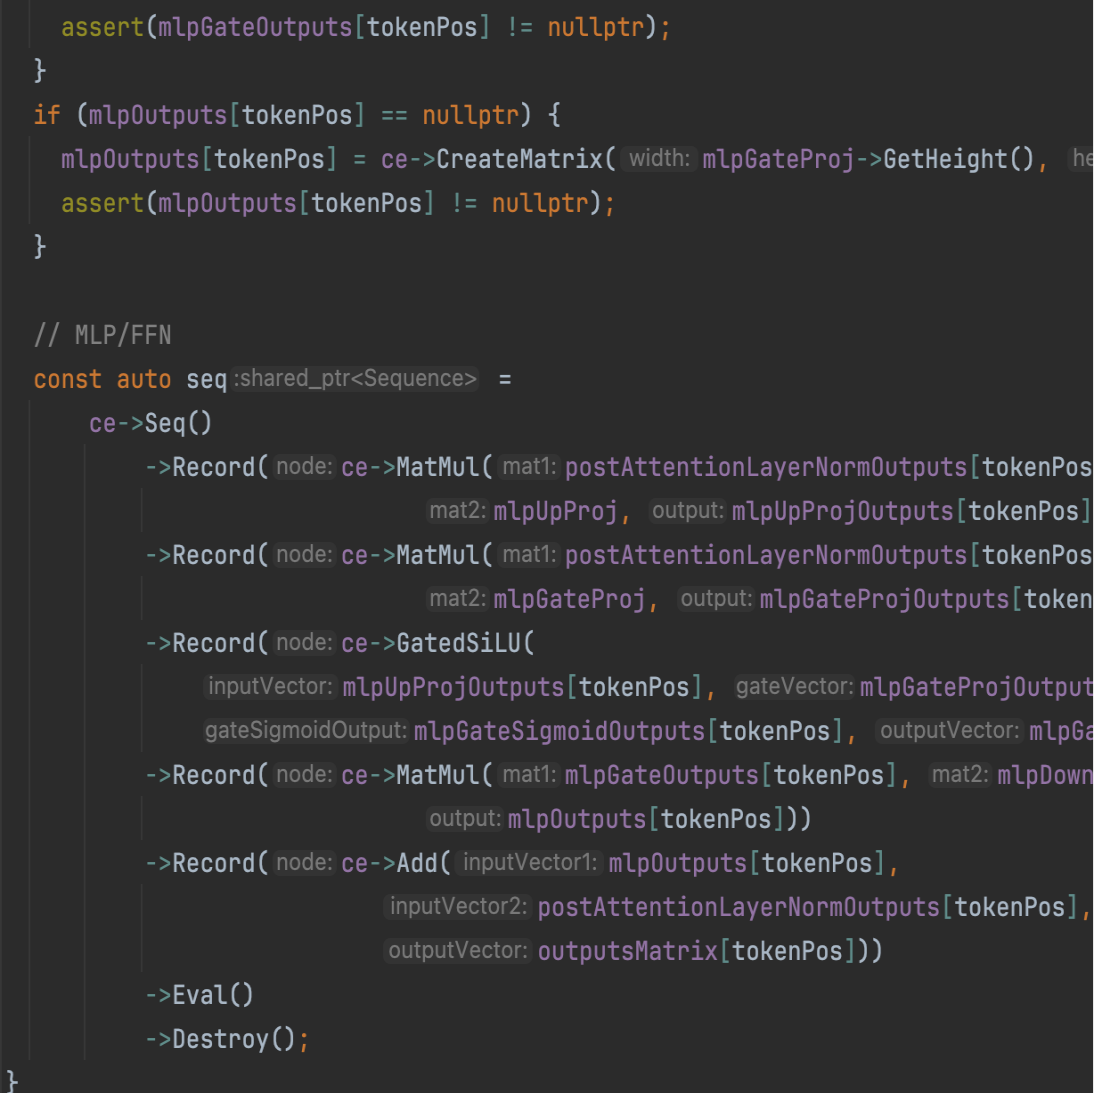 assert(mlpGateOutputs[tokenPos] != nullptr);
}
if (mlpOutputs[tokenPos] == nullptr) {
mlpOutputs[tokenPos] = ce->CreateMatrix( width: mlpGateProj->GetHeight(), he
assert(mlpOutputs[tokenPos] != nullptr);
}
// MLP/FFN
const auto seq :shared_ptr<Sequence> =
ce->Seq()
->Record( node: ce->MatMul( mat1: postAttentionLayerNormOutputs[tokenPos
mat2: mlpUpProj, output: mlpUpProjOutputs[tokenPos]
->Record( node: ce->MatMul( mat1: postAttentionLayerNormOutputs[tokenPos
mat2: mlpGateProj, output: mlpGateProjOutputs[token
->Record( node: ce->GatedSiLU(
inputVector: mlpUpProjOutputs[tokenPos], gateVector: mlpGateProjOutput
gateSigmoidOutput: mlpGateSigmoidOutputs[tokenPos], outputVector: mlpGa
->Record( node: ce->MatMul( mat1: mlpGateOutputs[tokenPos], mat2: mlpDown
output: mlpOutputs[tokenPos]))
->Record( node: ce->Add( inputVector1: mlpOutputs[tokenPos],
inputVector2: postAttentionLayerNormOutputs[tokenPos],
outputVector: outputsMatrix[tokenPos]))
->Eval()
->Destroy();
}